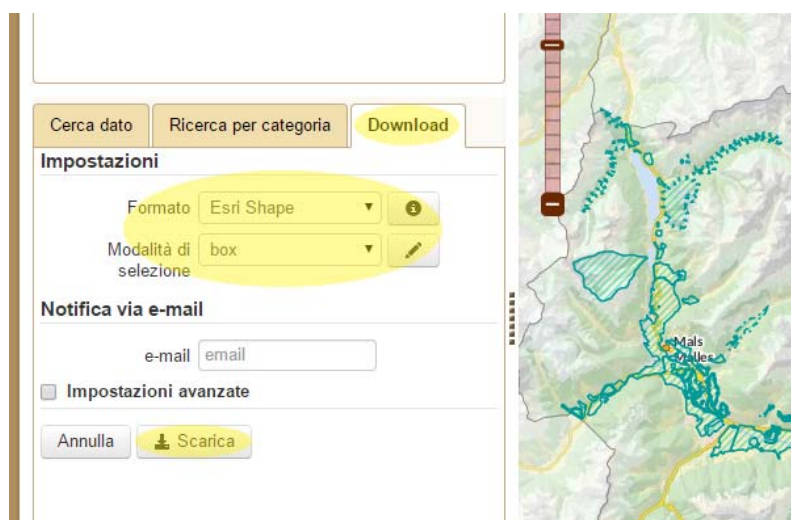 Cerca dato
Ricerca per categoria
Download
Impostazioni
Formato
Esri Shape
Modalità di
selezione
box
Notifica via e-mail
e-mail
email
Impostazioni avanzate
Annulla
Scarica
Mals
Malles